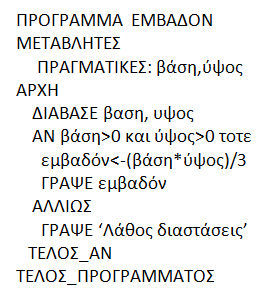 ΠΡΟΓΡΑΜΜΑ ΕΜΒΑΔΟΝ
ΜΕΤΑΒΛΗΤΕΣ
ΠΡΑΓΜΑΤΙΚΕΣ: βάση,ύψος
ΑΡΧΗ
ΔΙΑΒΑΣΕ βαση, υψος
ΑΝ βάση>0 και ύψος>0 τοτε
εμβαδόν<-(βάση*ύψος)/3
ΓΡΑΨΕ εμβαδόν
ΑΛΛΙΩΣ
ΓΡΑΨΕ ‘Λάθος διαστάσεις’
ΤΕΛΟΣ_ΑΝ
ΤΕΛΟΣ_ΠΡΟΓΡΑΜΜΑΤΟΣ